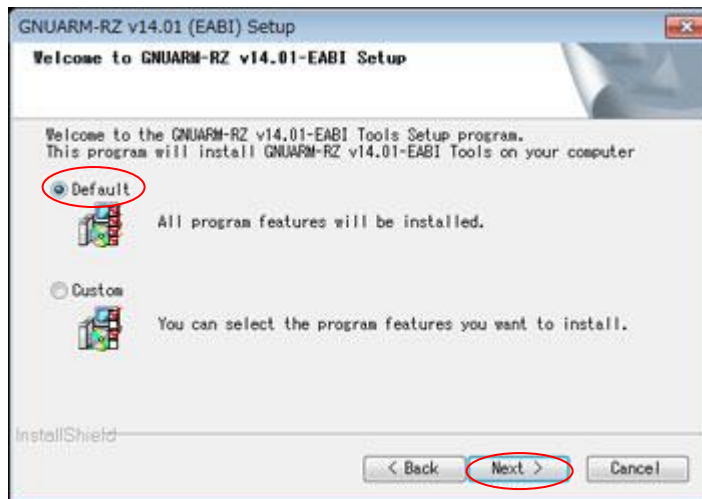 GNUARM-RZ v14.01 (EABI) Setup
Welcome to GNUARM-RZ v14.01-EABI Setup
Welcome to the GNUARM-RZ v14.01-EABI Tools Setup program.
This program will install GNUARM-RZ v14.01-EABI Tools on your computer
Default
All program features will be installed.
Custom
You can select the program features you want to install.
InstallShield
< Back
Next >
Cancel